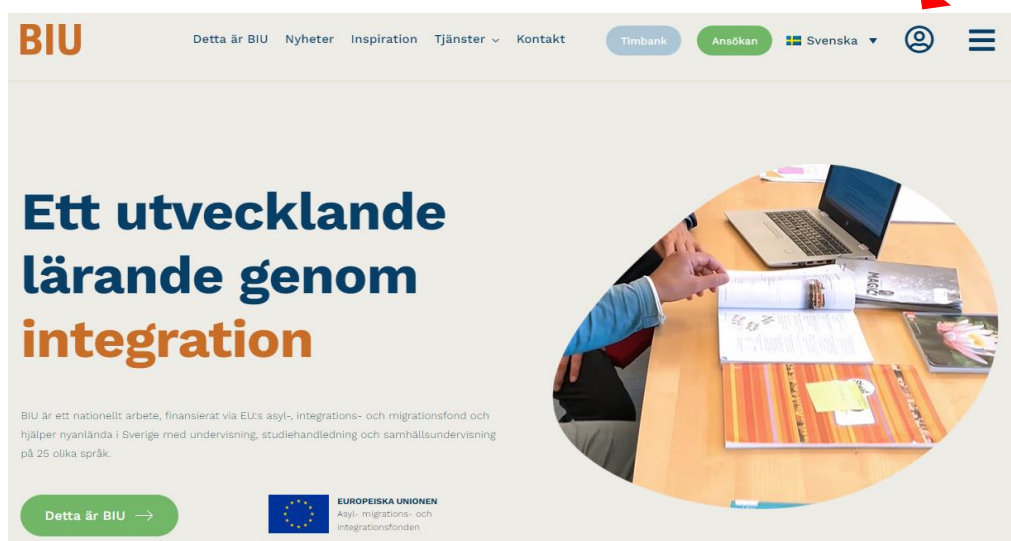 BIU
Detta är BIU Nyheter Inspiration Tjänster Kontakt Timbank Ansökan Svenska
Ett utvecklande
lärande genom
integration
BIU är ett nationellt arbete, finansierat via EU:s asyl-, integrations- och migrationsfond och
hjälper nyanlända i Sverige med undervisning, studiehandledning och samhällsundervisning
på 25 olika språk.
Detta är BIU →
EUROPEISKA UNIONEN
Asyl- migrations- och
integrationsfonden
MAGIC!